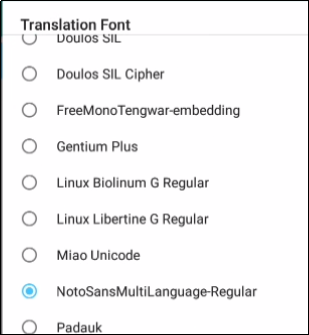 Translation Font
Doulos SIL
Doulos SIL Cipher
FreeMonoTengwar-embedding
Gentium Plus
Linux Biolinum G Regular
Linux Libertine G Regular
Miao Unicode
NotoSansMultiLanguage-Regular
Padauk